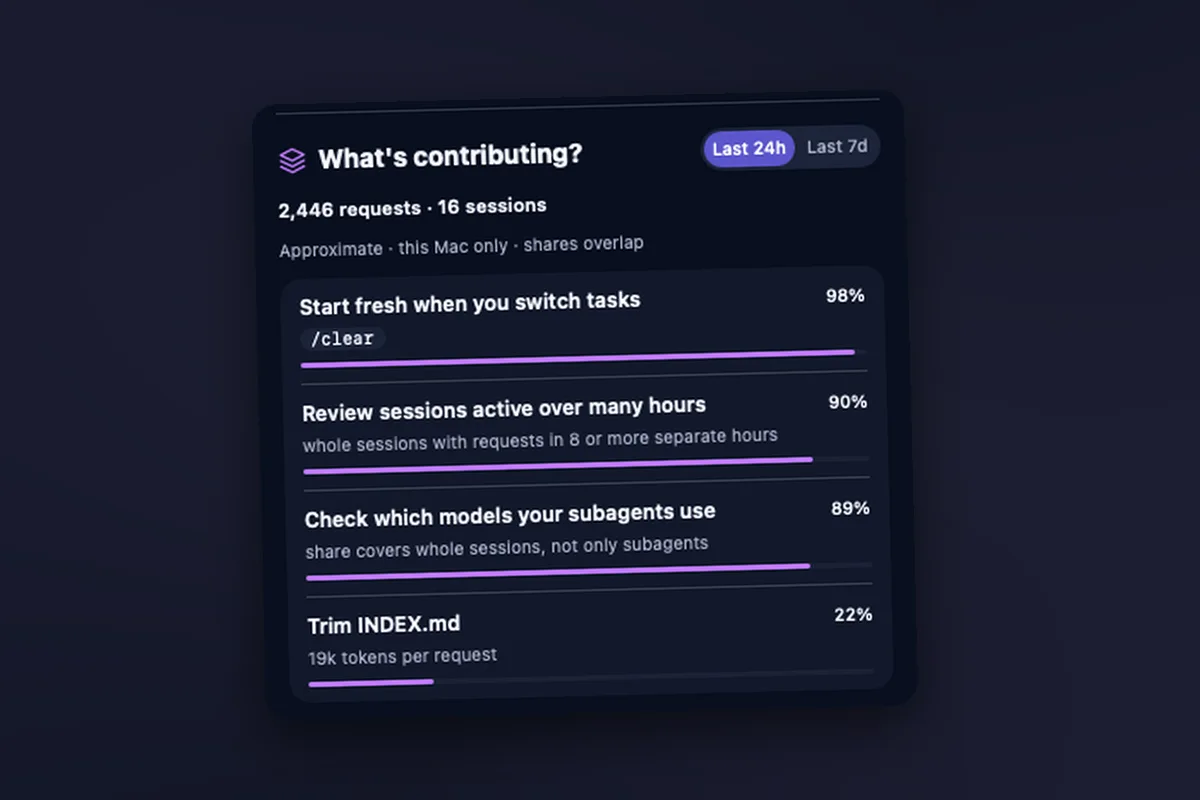 What's contributing?
Last 24h
Last 7d
2,446 requests · 16 sessions
Approximate · this Mac only · shares overlap
Start fresh when you switch tasks
98%
/clear
Review sessions active over many hours
90%
whole sessions with requests in 8 or more separate hours
Check which models your subagents use
89%
share covers whole sessions, not only subagents
Trim INDEX.md
22%
19k tokens per request